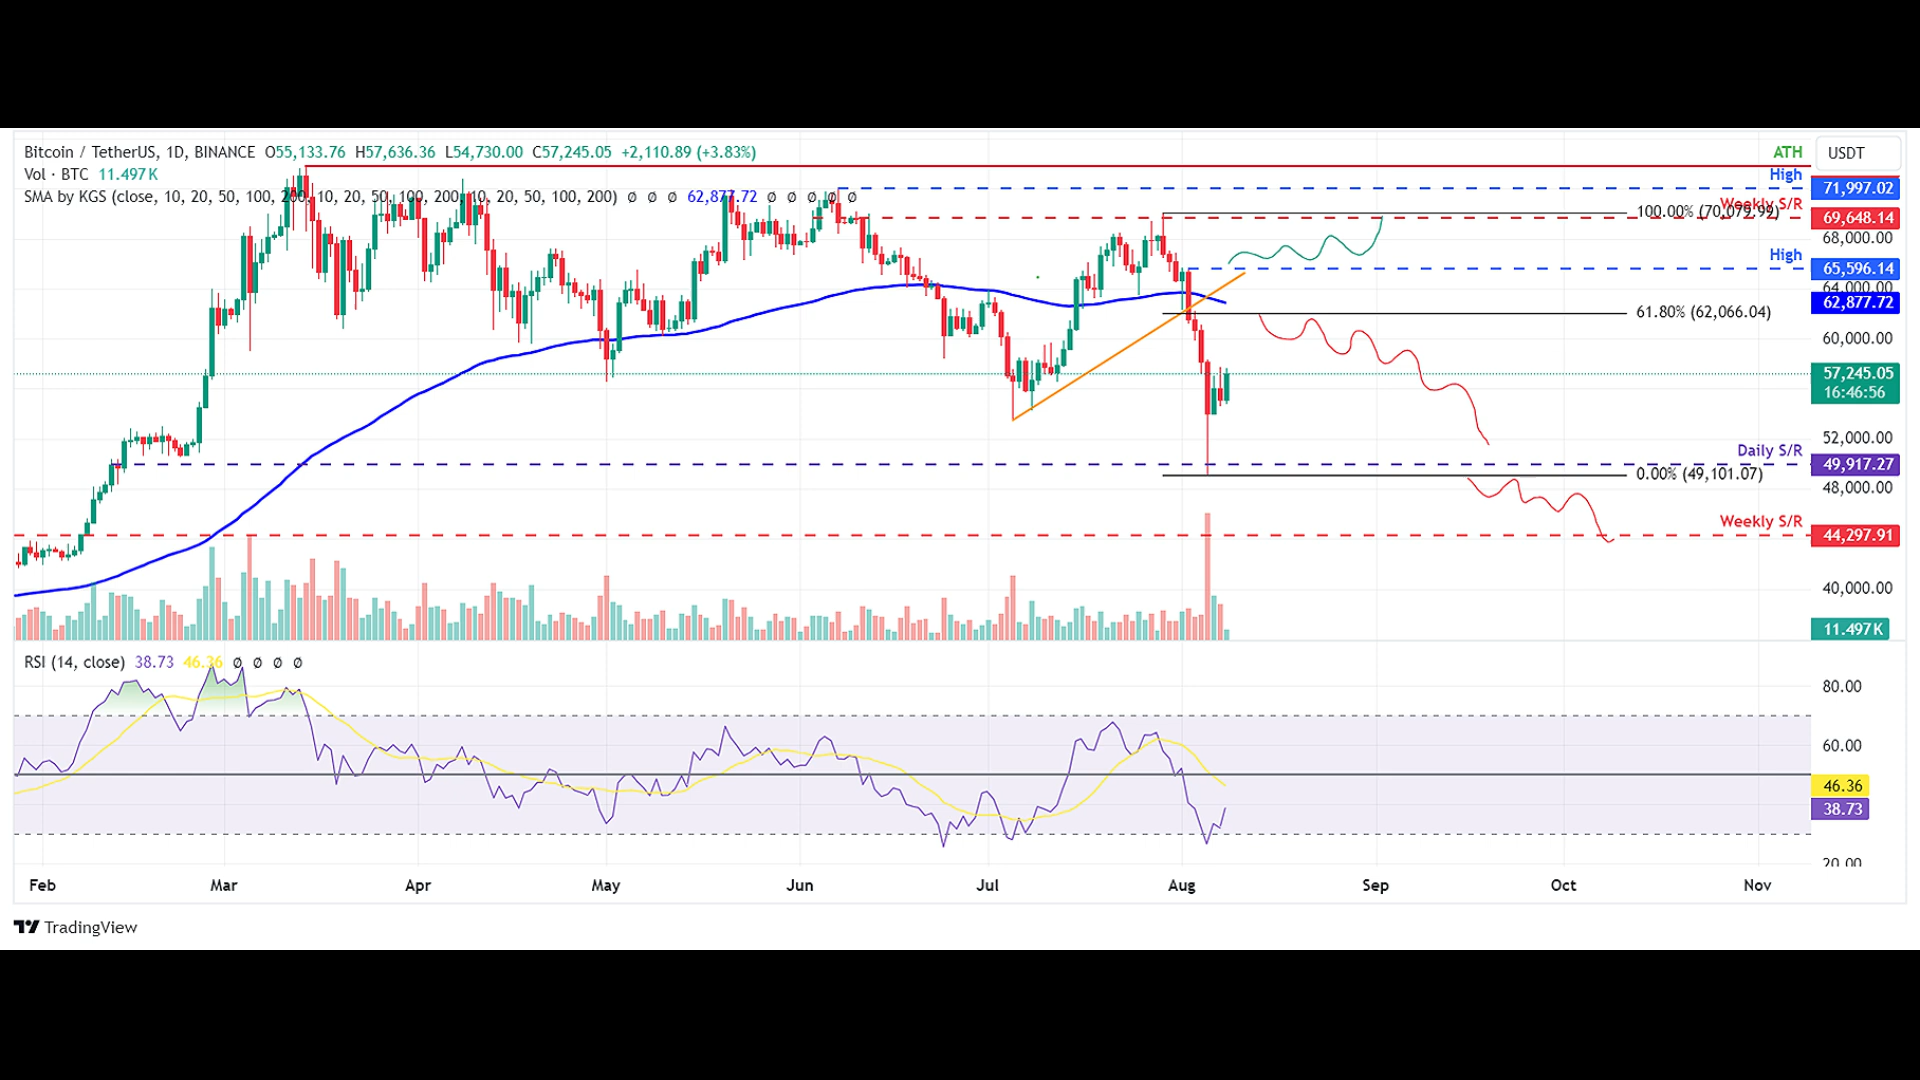 Bitcoin / TetherUS, 1D, BINANCE O55,133.76 H57,636.36 L54,730.00 C57,245.05 +2,110.89 (+3.83%)
ATH
USDT
Vol · BTC 11.497K
High
71,997.02
SMA by KGS (close, 10, 20, 50, 100, 200, 10, 20, 50, 100, 200, 10, 20, 50, 100, 200) ø ø ø 62,877.72 ø ø ø ø ø
Weekly S/R
100.00% (70,079.99)
69,648.14
68,000.00
High
65,596.14
64,000.00
62,877.72
61.80% (62,066.04)
60,000.00
57,245.05
16:46:56
52,000.00
Daily S/R
49,917.27
0.00% (49,101.07)
48,000.00
Weekly S/R
44,297.91
40,000.00
11.497K
RSI (14, close) 38.73 46.36 ø ø ø ø
80.00
60.00
46.36
38.73
20.00
Feb Mar Apr May Jun Jul Aug Sep Oct Nov
TradingView